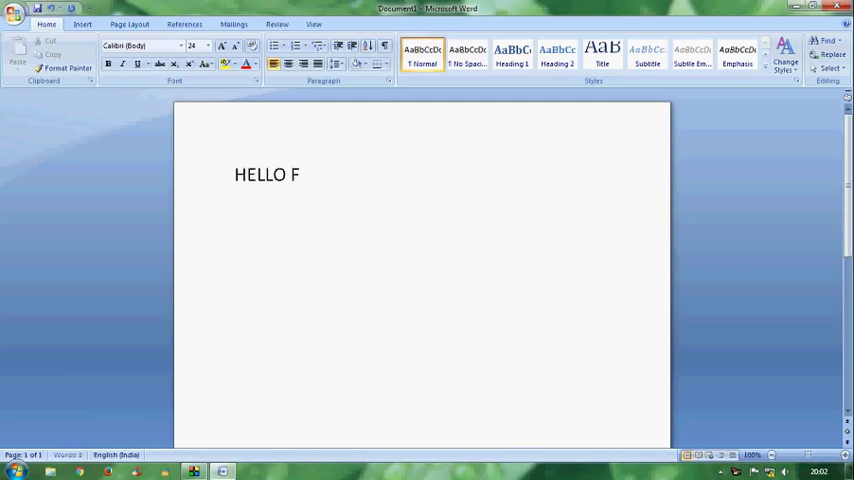 Document1 - Microsoft Word
Home Insert Page Layout References Mailings Review View
Cut
Copy
Paste
Format Painter
Calibri (Body) 24
AaBbCcDc AaBbCcDc AaBbCc AaBbCc AaB AaBbCc. AaBbCcDc AaBbCcDc
¶ Normal ¶ No Spaci... Heading 1 Heading 2 Title Subtitle Subtle Em... Emphasis
Change Styles
Find
Replace
Select
Clipboard Font Paragraph Styles Editing
HELLO F
Page: 1 of 1 English (India) 100%
20:02